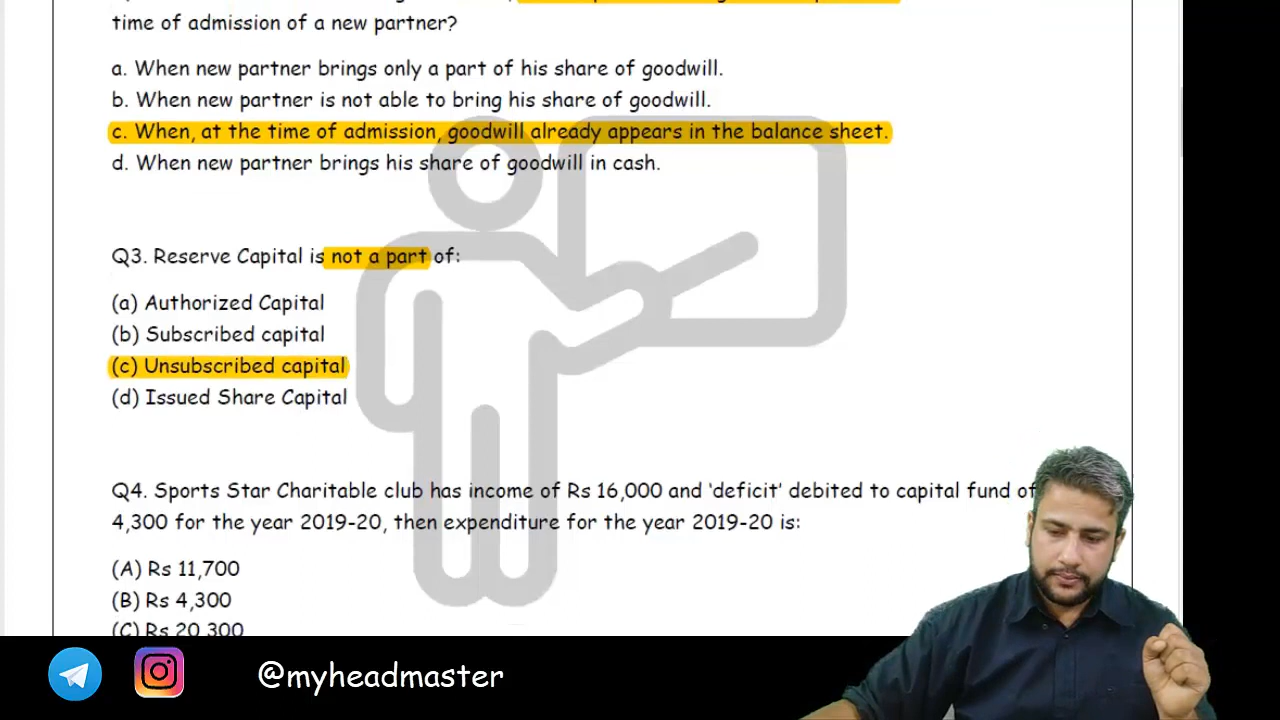 time of admission of a new partner?
a. When new partner brings only a part of his share of goodwill.
b. When new partner is not able to bring his share of goodwill.
c. When, at the time of admission, goodwill already appears in the balance sheet.
d. When new partner brings his share of goodwill in cash.
Q3. Reserve Capital is not a part of:
(a) Authorized Capital
(b) Subscribed capital
(c) Unsubscribed capital
(d) Issued Share Capital
Q4. Sports Star Charitable club has income of Rs 16,000 and ‘deficit’ debited to capital fund of
4,300 for the year 2019-20, then expenditure for the year 2019-20 is:
(A) Rs 11,700
(B) Rs 4,300
(C) Rs 20,300
@myheadmaster